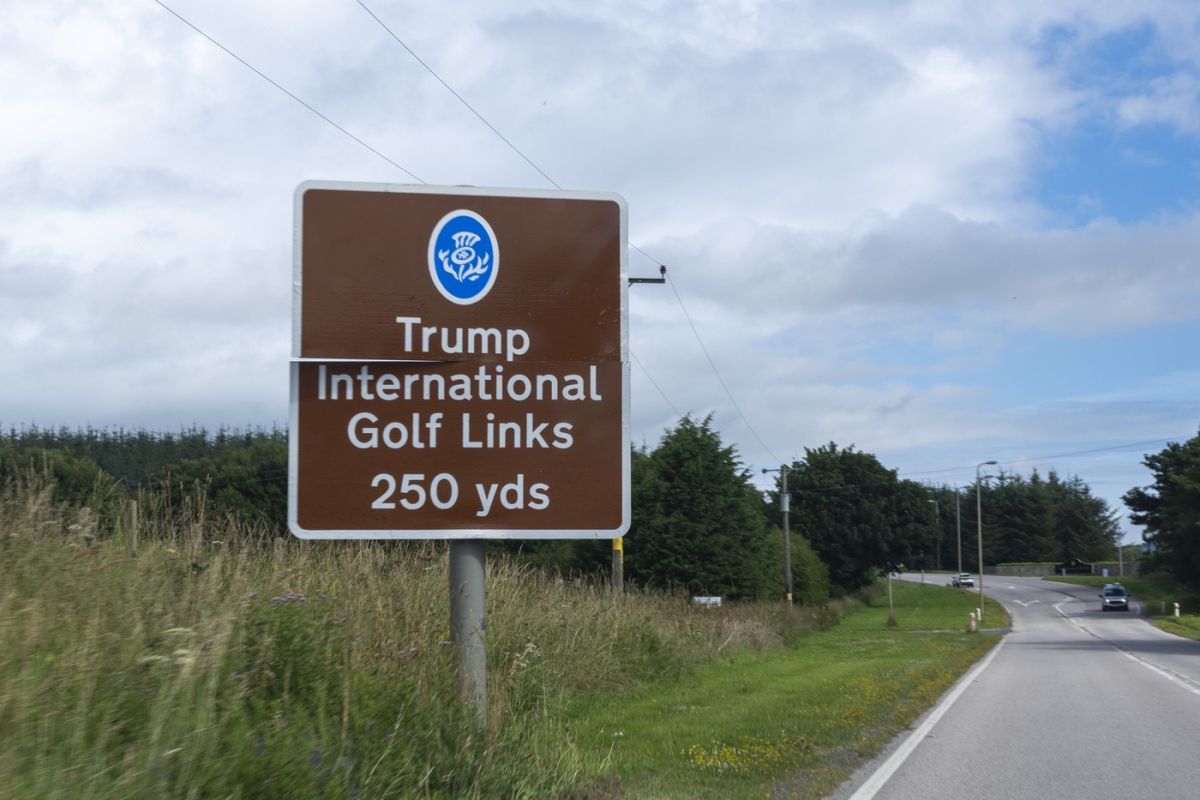 Trump
International
Golf Links
250 yds